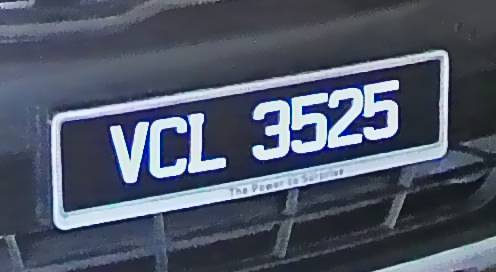 VCL 3525
The Power to Surprise